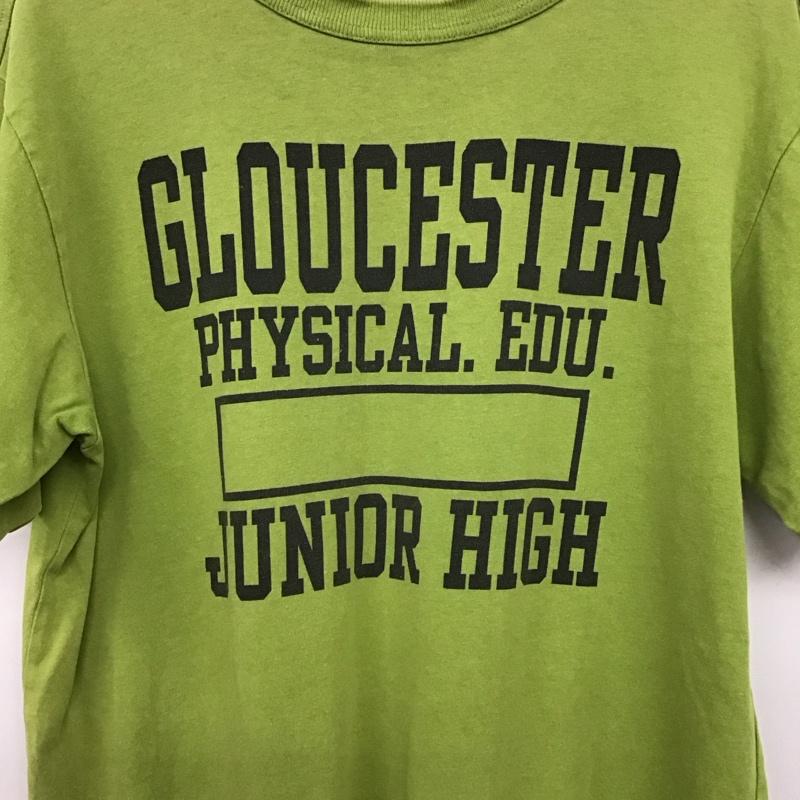 GLOUCESTER
PHYSICAL. EDU.
JUNIOR HIGH